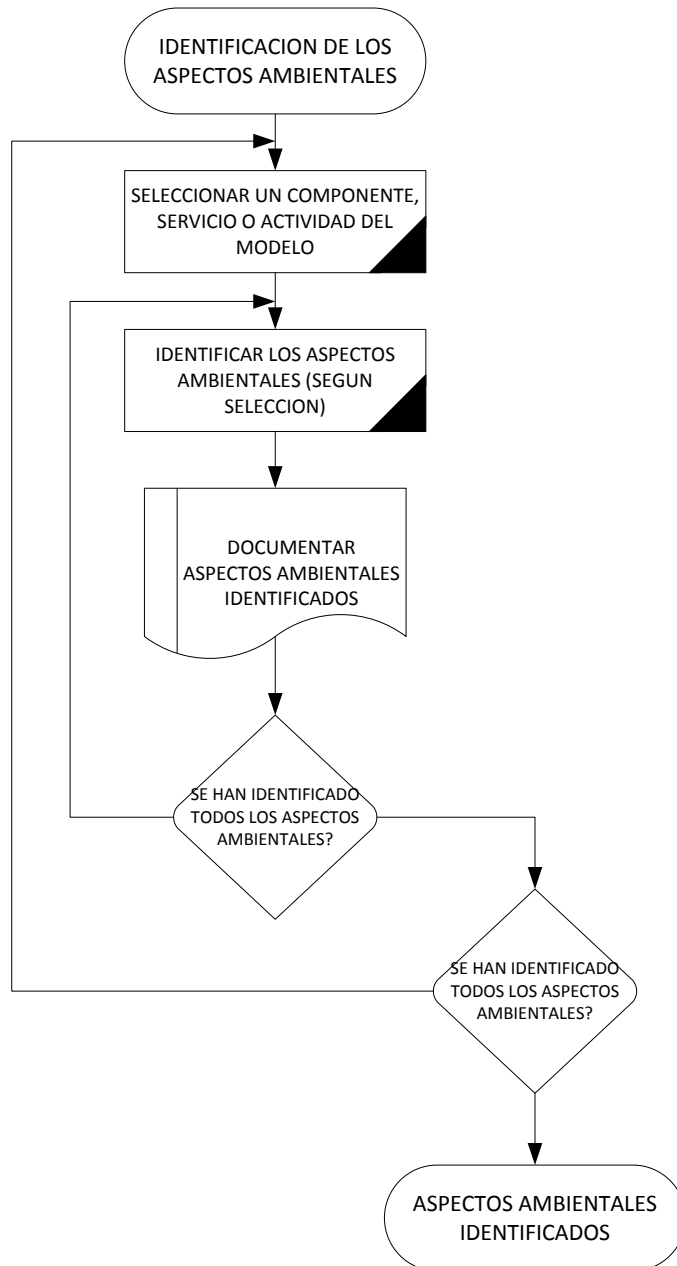 IDENTIFICACION DE LOS
ASPECTOS AMBIENTALES
SELECCIONAR UN COMPONENTE,
SERVICIO O ACTIVIDAD DEL
MODELO
IDENTIFICAR LOS ASPECTOS
AMBIENTALES (SEGUN
SELECCION)
DOCUMENTAR
ASPECTOS AMBIENTALES
IDENTIFICADOS
SE HAN IDENTIFICADO
TODOS LOS ASPECTOS
AMBIENTALES?
SE HAN IDENTIFICADO
TODOS LOS ASPECTOS
AMBIENTALES?
ASPECTOS AMBIENTALES
IDENTIFICADOS